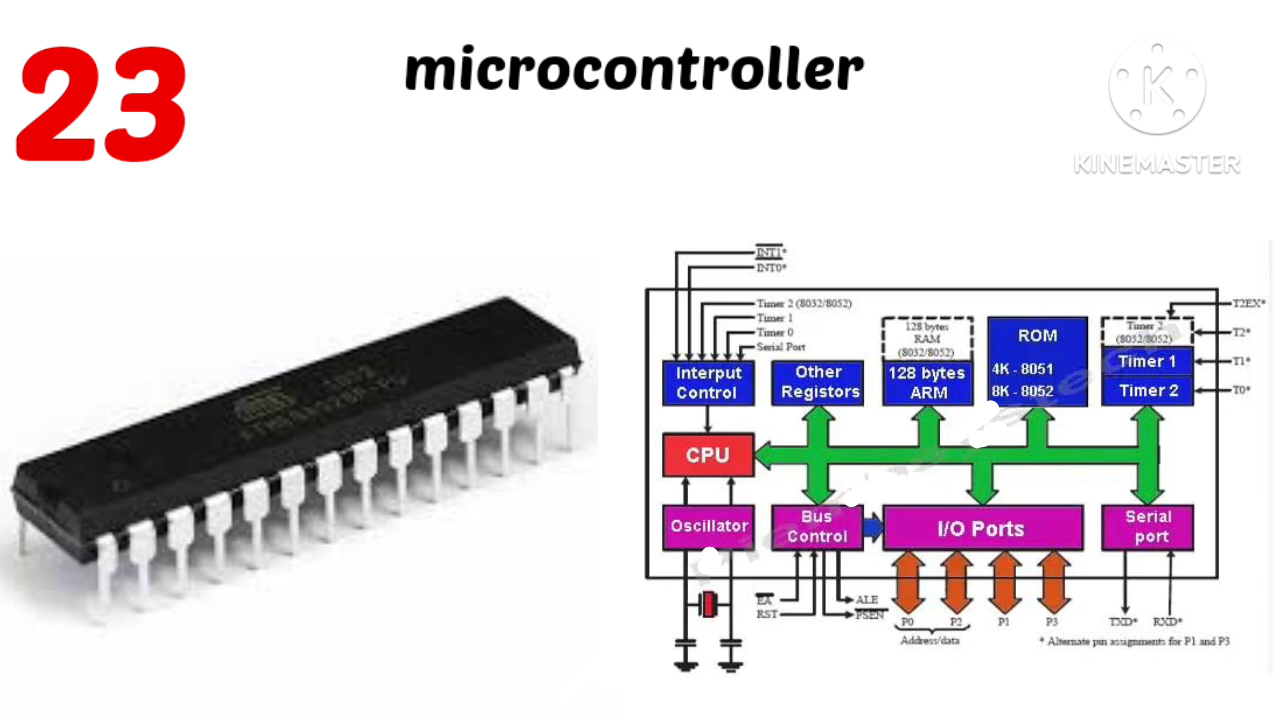 23
microcontroller
K
KINEMASTER
INT1*
INT0*
Timer 2 (8032/8052)
Timer 1
Timer 0
Serial Port
T2EX*
T2*
T1*
T0*
Interput
Control
Other
Registors
128 bytes
RAM
(8032/8052)
128 bytes
ARM
ROM
4K - 8051
8K - 8052
Timer 2
(8032/8052)
Timer 1
Timer 2
CPU
Oscillator
Bus
Control
I/O Ports
Serial
port
EA
RST
ALE
PSEN
P0
P2
P1
P3
Address/data
TXD*
RXD*
* Alternate pin assignments for P1 and P3